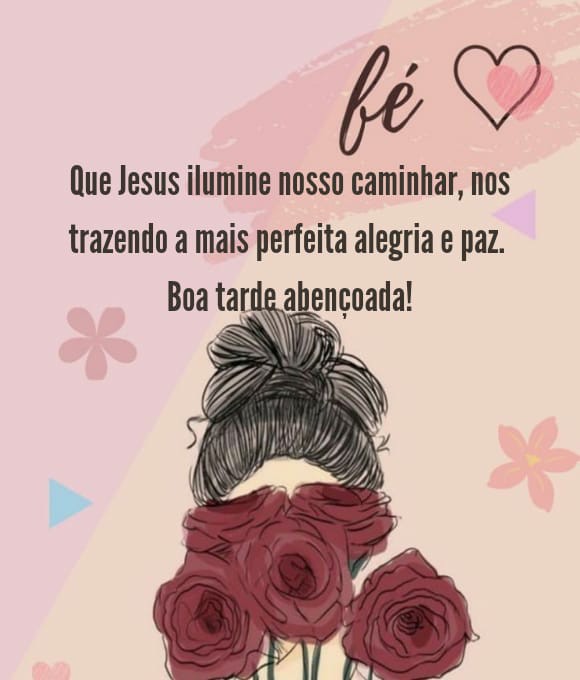 fé
Que Jesus ilumine nosso caminhar, nos
trazendo a mais perfeita alegria e paz.
Boa tarde abençoada!